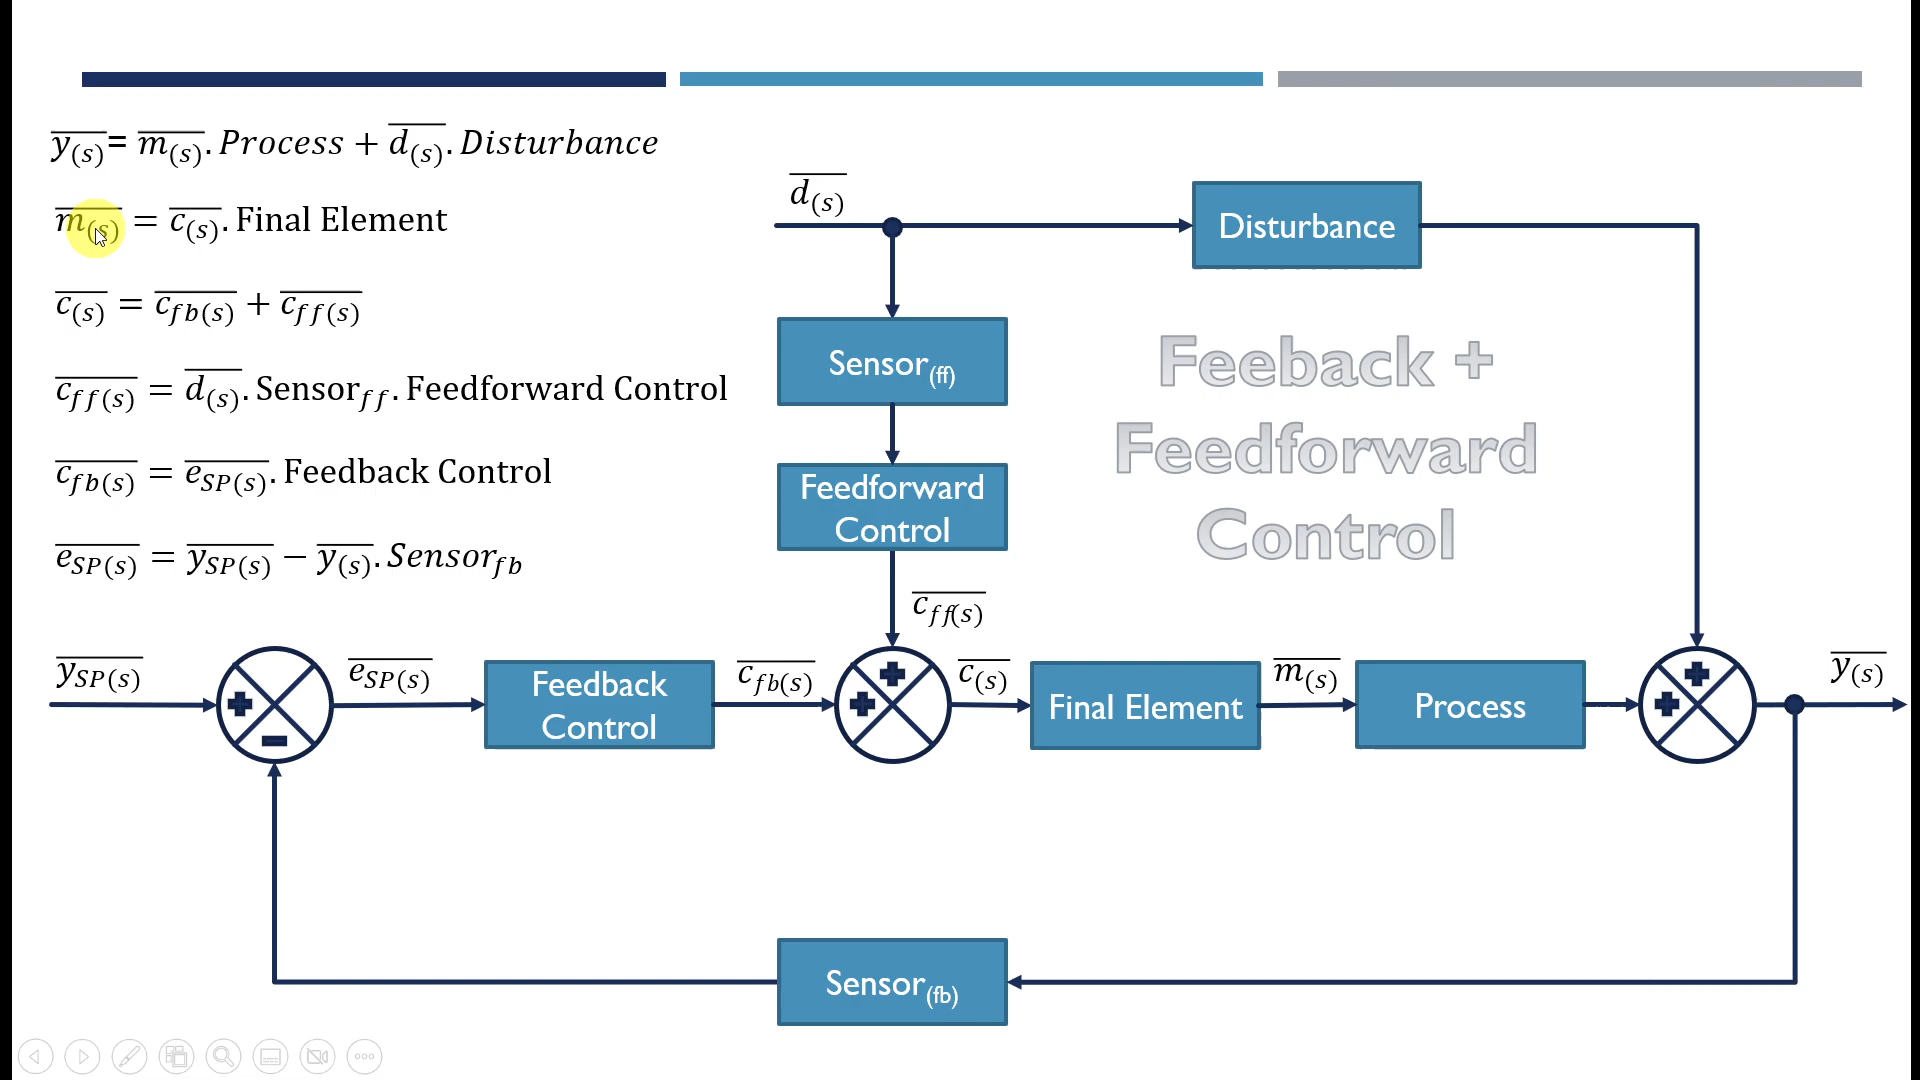 y(s)= m(s).Process + d(s).Disturbance
m(s) = c(s).Final Element
c(s) = cfb(s) + cff(s)
cff(s) = d(s).Sensorff.Feedforward Control
cfb(s) = eSP(s).Feedback Control
eSP(s) = ySP(s) − y(s).Sensorfb
d(s)
Disturbance
Sensor(ff)
Feeback +
Feedforward
Control
Feedforward
Control
cff(s)
ySP(s)
eSP(s)
Feedback
Control
cfb(s)
c(s)
Final Element
m(s)
Process
y(s)
Sensor(fb)